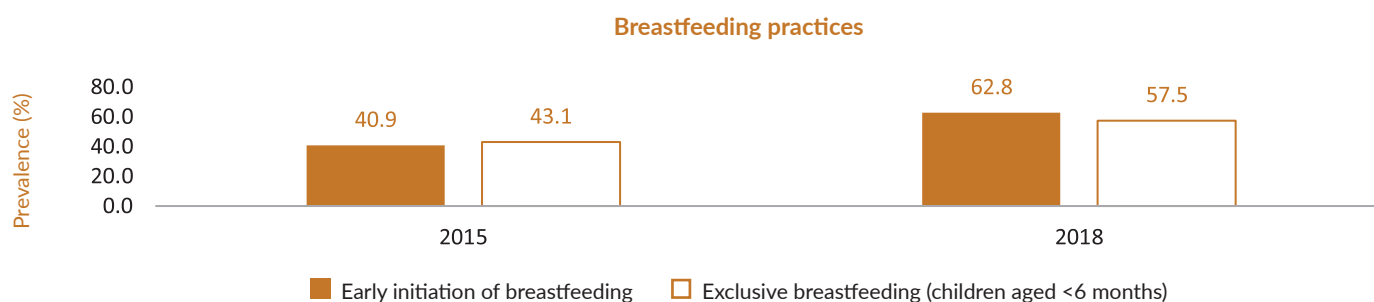 Breastfeeding practices
Prevalence (%)
80.0
60.0
40.0
20.0
0.0
40.9
43.1
62.8
57.5
2015
2018
Early initiation of breastfeeding
Exclusive breastfeeding (children aged <6 months)